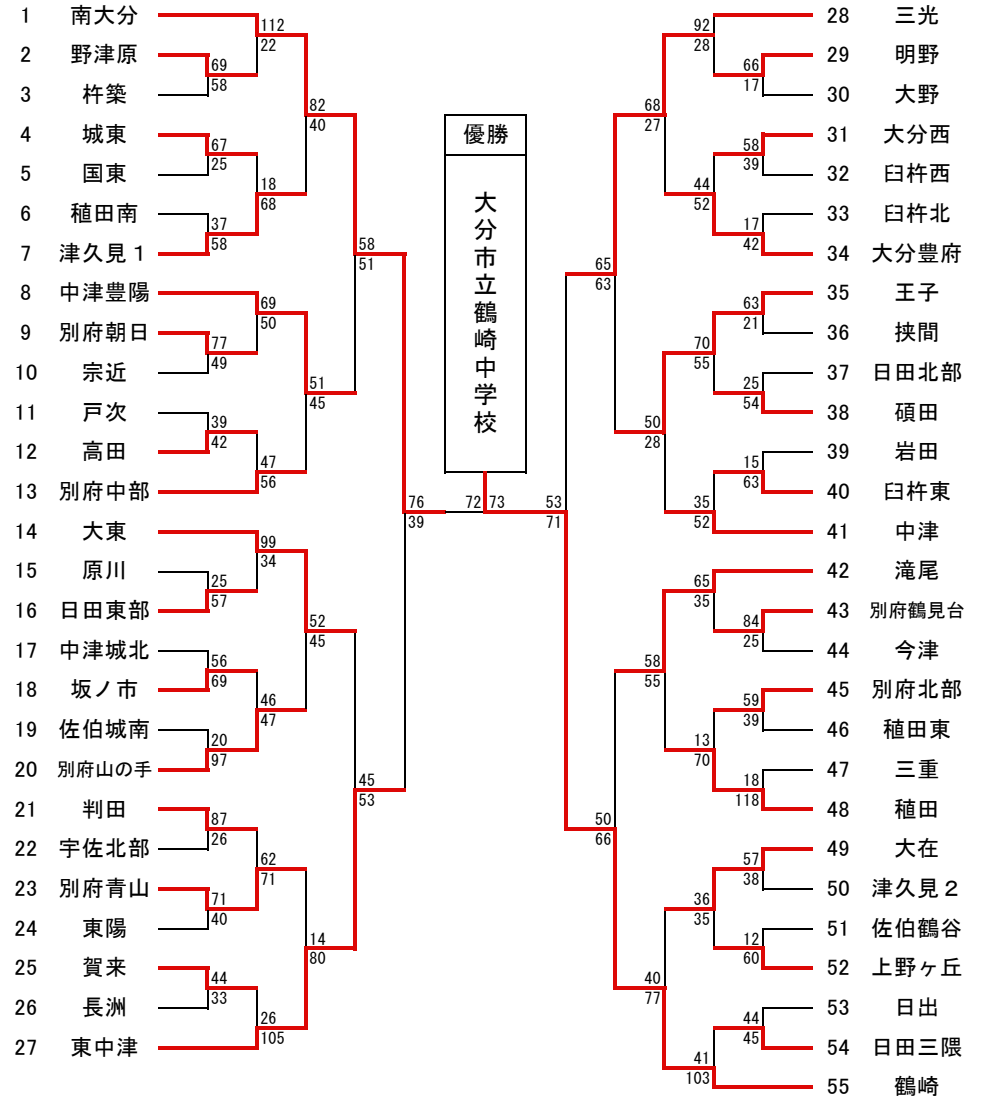 1 南大分
2 野津原
3 杵築
4 城東
5 国東
6 稙田南
7 津久見１
8 中津豊陽
9 別府朝日
10 宗近
11 戸次
12 高田
13 別府中部
14 大東
15 原川
16 日田東部
17 中津城北
18 坂ノ市
19 佐伯城南
20 別府山の手
21 判田
22 宇佐北部
23 別府青山
24 東陽
25 賀来
26 長洲
27 東中津
69
58
67
25
37
58
77
49
39
42
25
57
56
69
20
97
87
26
71
40
44
33
112
22
18
68
69
50
47
56
99
34
46
47
62
71
26
105
82
40
51
45
52
45
14
80
58
51
45
53
76
39
優勝
大分市立鶴崎中学校
72 73
53
71
65
63
50
66
68
27
50
28
58
55
40
77
92
28
44
52
70
55
35
52
65
35
13
70
36
35
41
103
66
17
58
39
17
42
63
21
25
54
15
63
84
25
59
39
18
118
57
38
12
60
44
45
28 三光
29 明野
30 大野
31 大分西
32 臼杵西
33 臼杵北
34 大分豊府
35 王子
36 挾間
37 日田北部
38 碩田
39 岩田
40 臼杵東
41 中津
42 滝尾
43 別府鶴見台
44 今津
45 別府北部
46 稙田東
47 三重
48 稙田
49 大在
50 津久見２
51 佐伯鶴谷
52 上野ヶ丘
53 日出
54 日田三隈
55 鶴崎